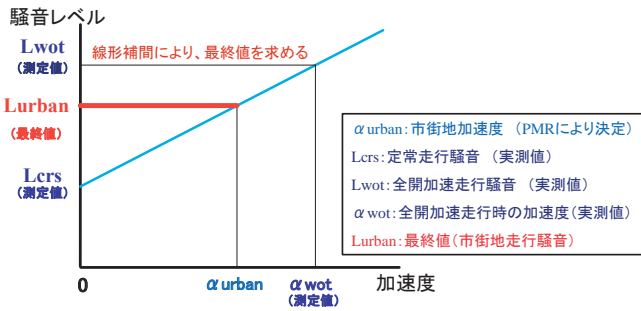 騒音レベル
Lwot
(測定値)
線形補間により、最終値を求める
Lurban
(最終値)
Lcrs
(測定値)
αurban:市街地加速度 (PMRにより決定)
Lcrs:定常走行騒音 (実測値)
Lwot:全開加速走行騒音 (実測値)
αwot:全開加速走行時の加速度(実測値)
Lurban:最終値(市街地走行騒音)
0
αurban
αwot
(測定値)
加速度